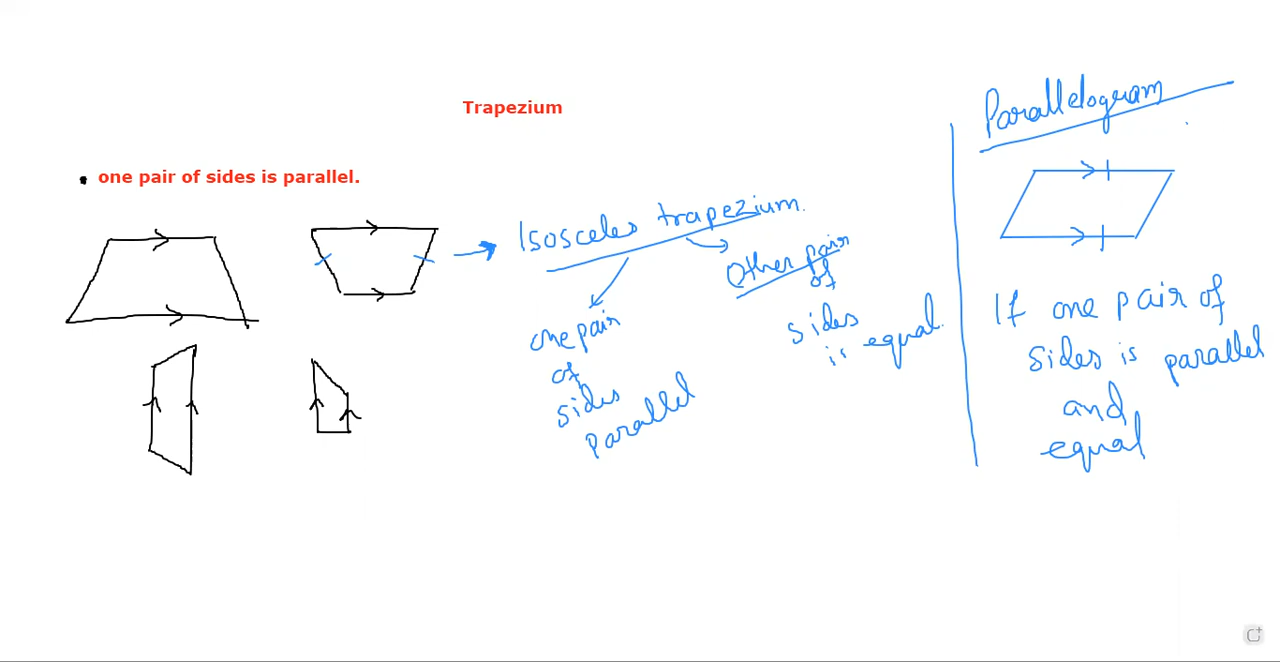 Trapezium
• one pair of sides is parallel.
Isosceles trapezium.
one pair
of
sides
parallel
Other pair
of
sides
is equal.
Parallelogram
If one pair of
sides is parallel
and
equal